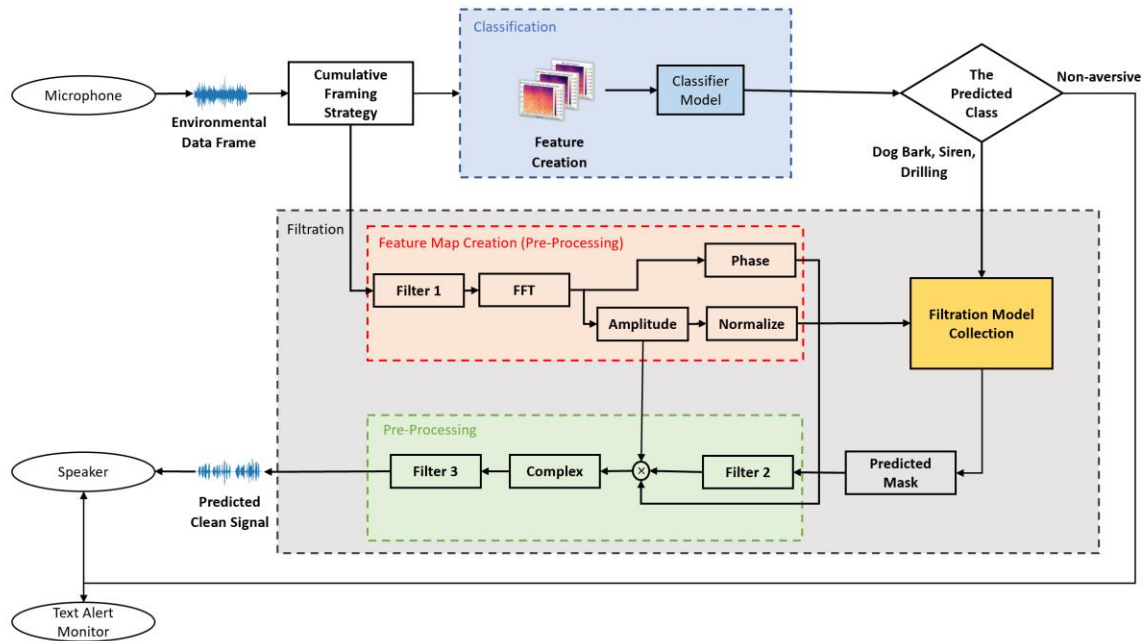 Classification
Microphone
Environmental
Data Frame
Cumulative
Framing
Strategy
Feature
Creation
Classifier
Model
The
Predicted
Class
Non-aversive
Dog Bark, Siren,
Drilling
Filtration
Feature Map Creation (Pre-Processing)
Filter 1
FFT
Phase
Amplitude
Normalize
Filtration Model
Collection
Pre-Processing
Speaker
Predicted
Clean Signal
Filter 3
Complex
×
Filter 2
Predicted
Mask
Text Alert
Monitor